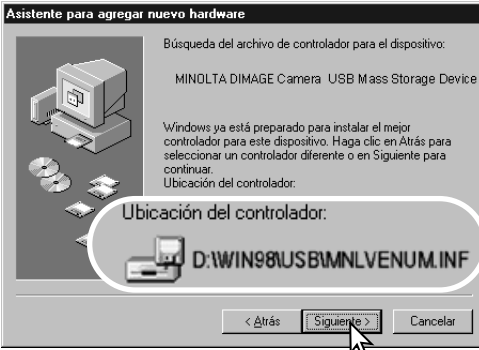 Asistente para agregar nuevo hardware
Búsqueda del archivo de controlador para el dispositivo:
MINOLTA DIMAGE Camera USB Mass Storage Device
Windows ya está preparado para instalar el mejor
controlador para este dispositivo. Haga clic en Atrás para
seleccionar un controlador diferente o en Siguiente para
continuar.
Ubicación del controlador:
Ubicación del controlador:
D:\WIN98\USB\MNLVENUM.INF
< Atrás
Siguiente >
Cancelar